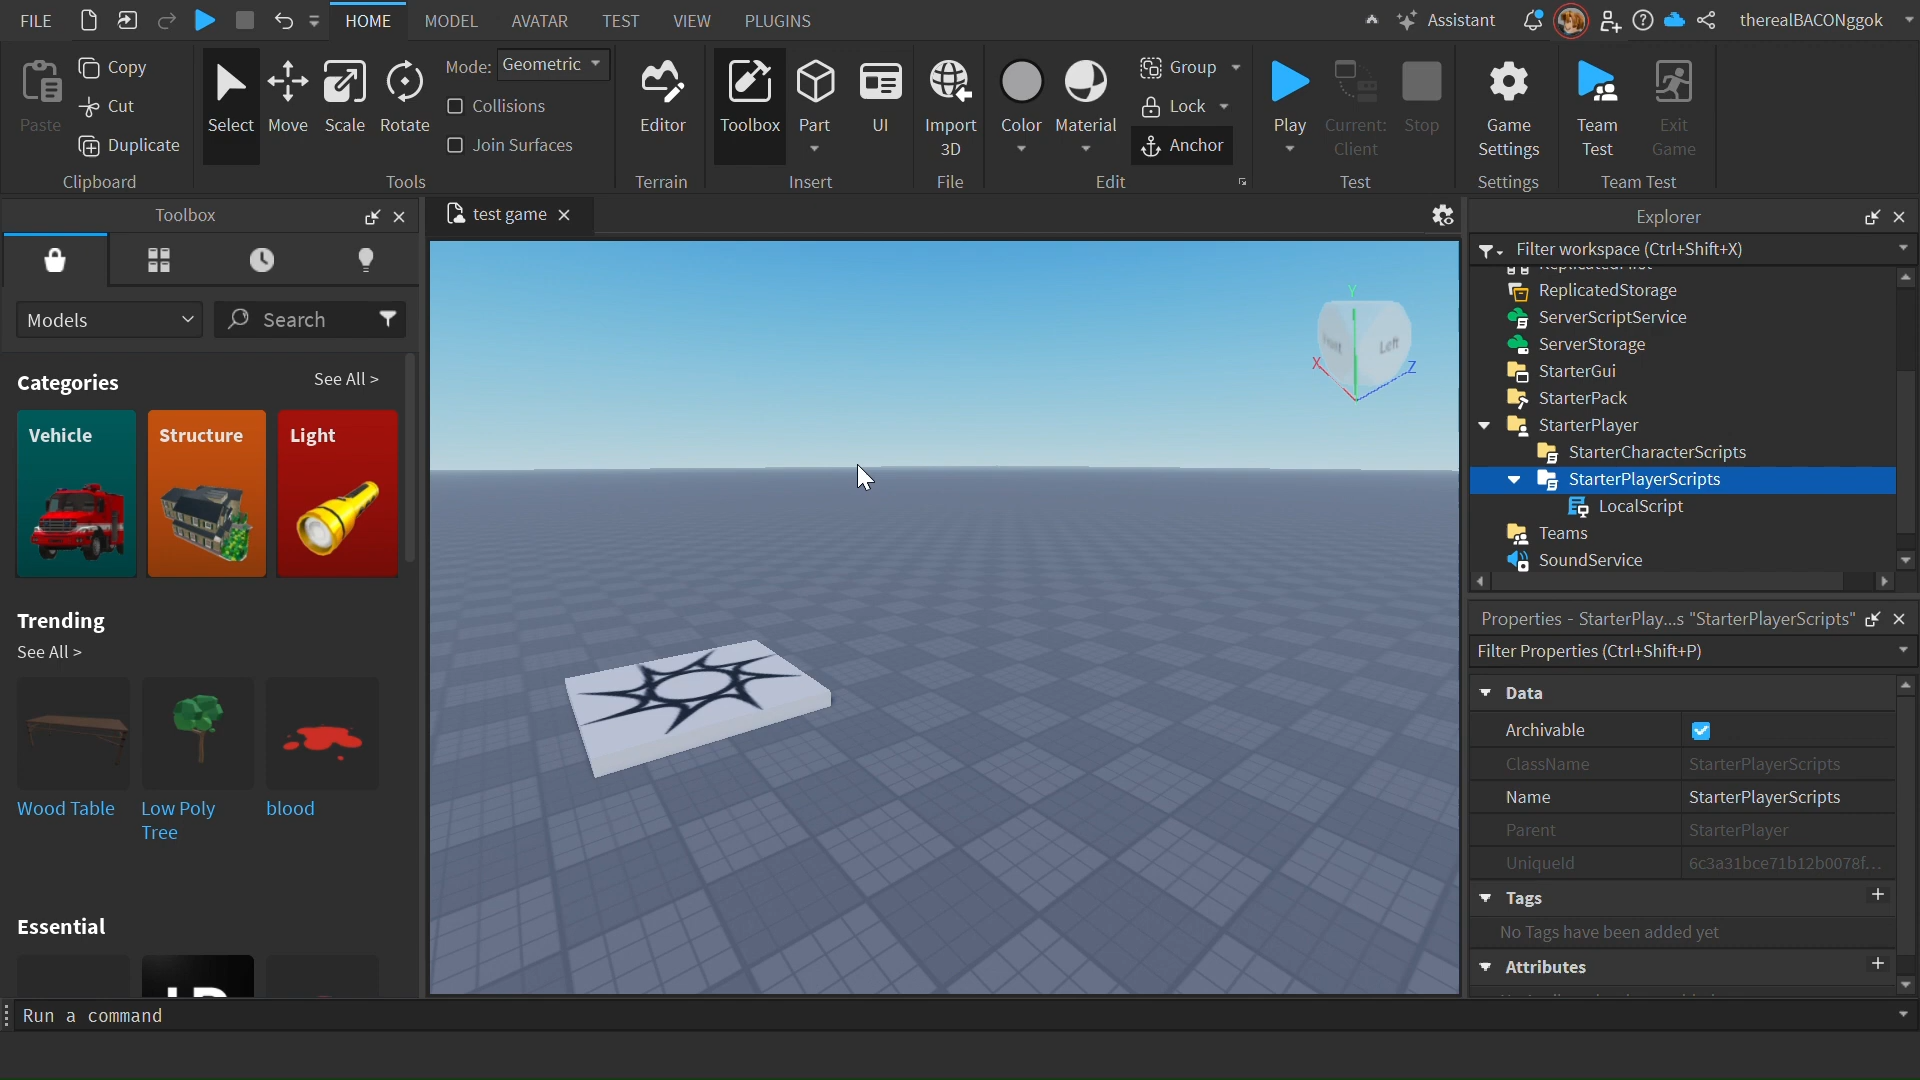 FILE
HOME
MODEL
AVATAR
TEST
VIEW
PLUGINS
Assistant
therealBACONggok
Paste
Copy
Cut
Duplicate
Clipboard
Select
Move
Scale
Rotate
Mode: Geometric
Collisions
Join Surfaces
Tools
Editor
Terrain
Toolbox
Part
UI
Insert
Import
3D
File
Color
Material
Group
Lock
Anchor
Edit
Play
Current:
Client
Stop
Test
Game
Settings
Settings
Team
Test
Exit
Game
Team Test
Toolbox
Models
Search
Categories
See All >
Vehicle
Structure
Light
Trending
See All >
Wood Table
Low Poly
Tree
blood
Essential
test game
Y
X
Z
Left
Explorer
Filter workspace (Ctrl+Shift+X)
ReplicatedFirst
ReplicatedStorage
ServerScriptService
ServerStorage
StarterGui
StarterPack
StarterPlayer
StarterCharacterScripts
StarterPlayerScripts
LocalScript
Teams
SoundService
Properties - StarterPlay...s "StarterPlayerScripts"
Filter Properties (Ctrl+Shift+P)
Data
Archivable
ClassName StarterPlayerScripts
Name StarterPlayerScripts
Parent StarterPlayer
UniqueId 6c3a31bce71b12b0078f...
Tags
No Tags have been added yet
Attributes
Run a command